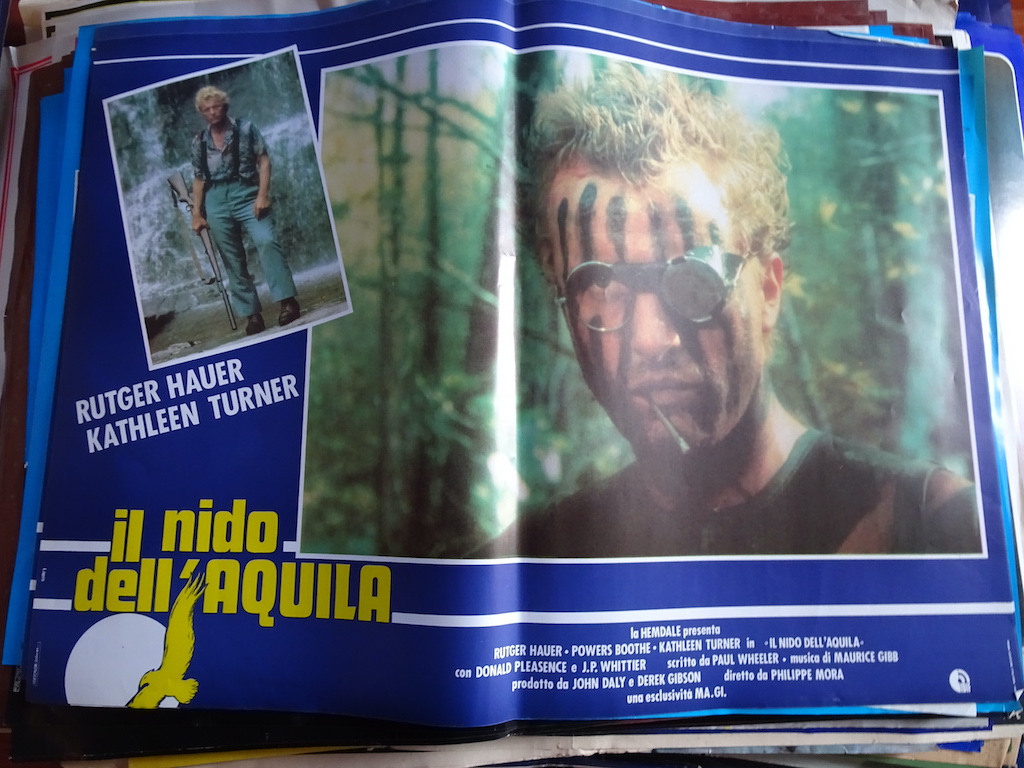 RUTGER HAUER
KATHLEEN TURNER
il nido
dell'AQUILA
la HEMDALE presenta
RUTGER HAUER • POWERS BOOTHE • KATHLEEN TURNER in «IL NIDO DELL'AQUILA»
con DONALD PLEASENCE e J.P. WHITTIER scritto da PAUL WHEELER • musica di MAURICE GIBB
prodotto da JOHN DALY e DEREK GIBSON diretto da PHILIPPE MORA
una esclusività MA.GI.